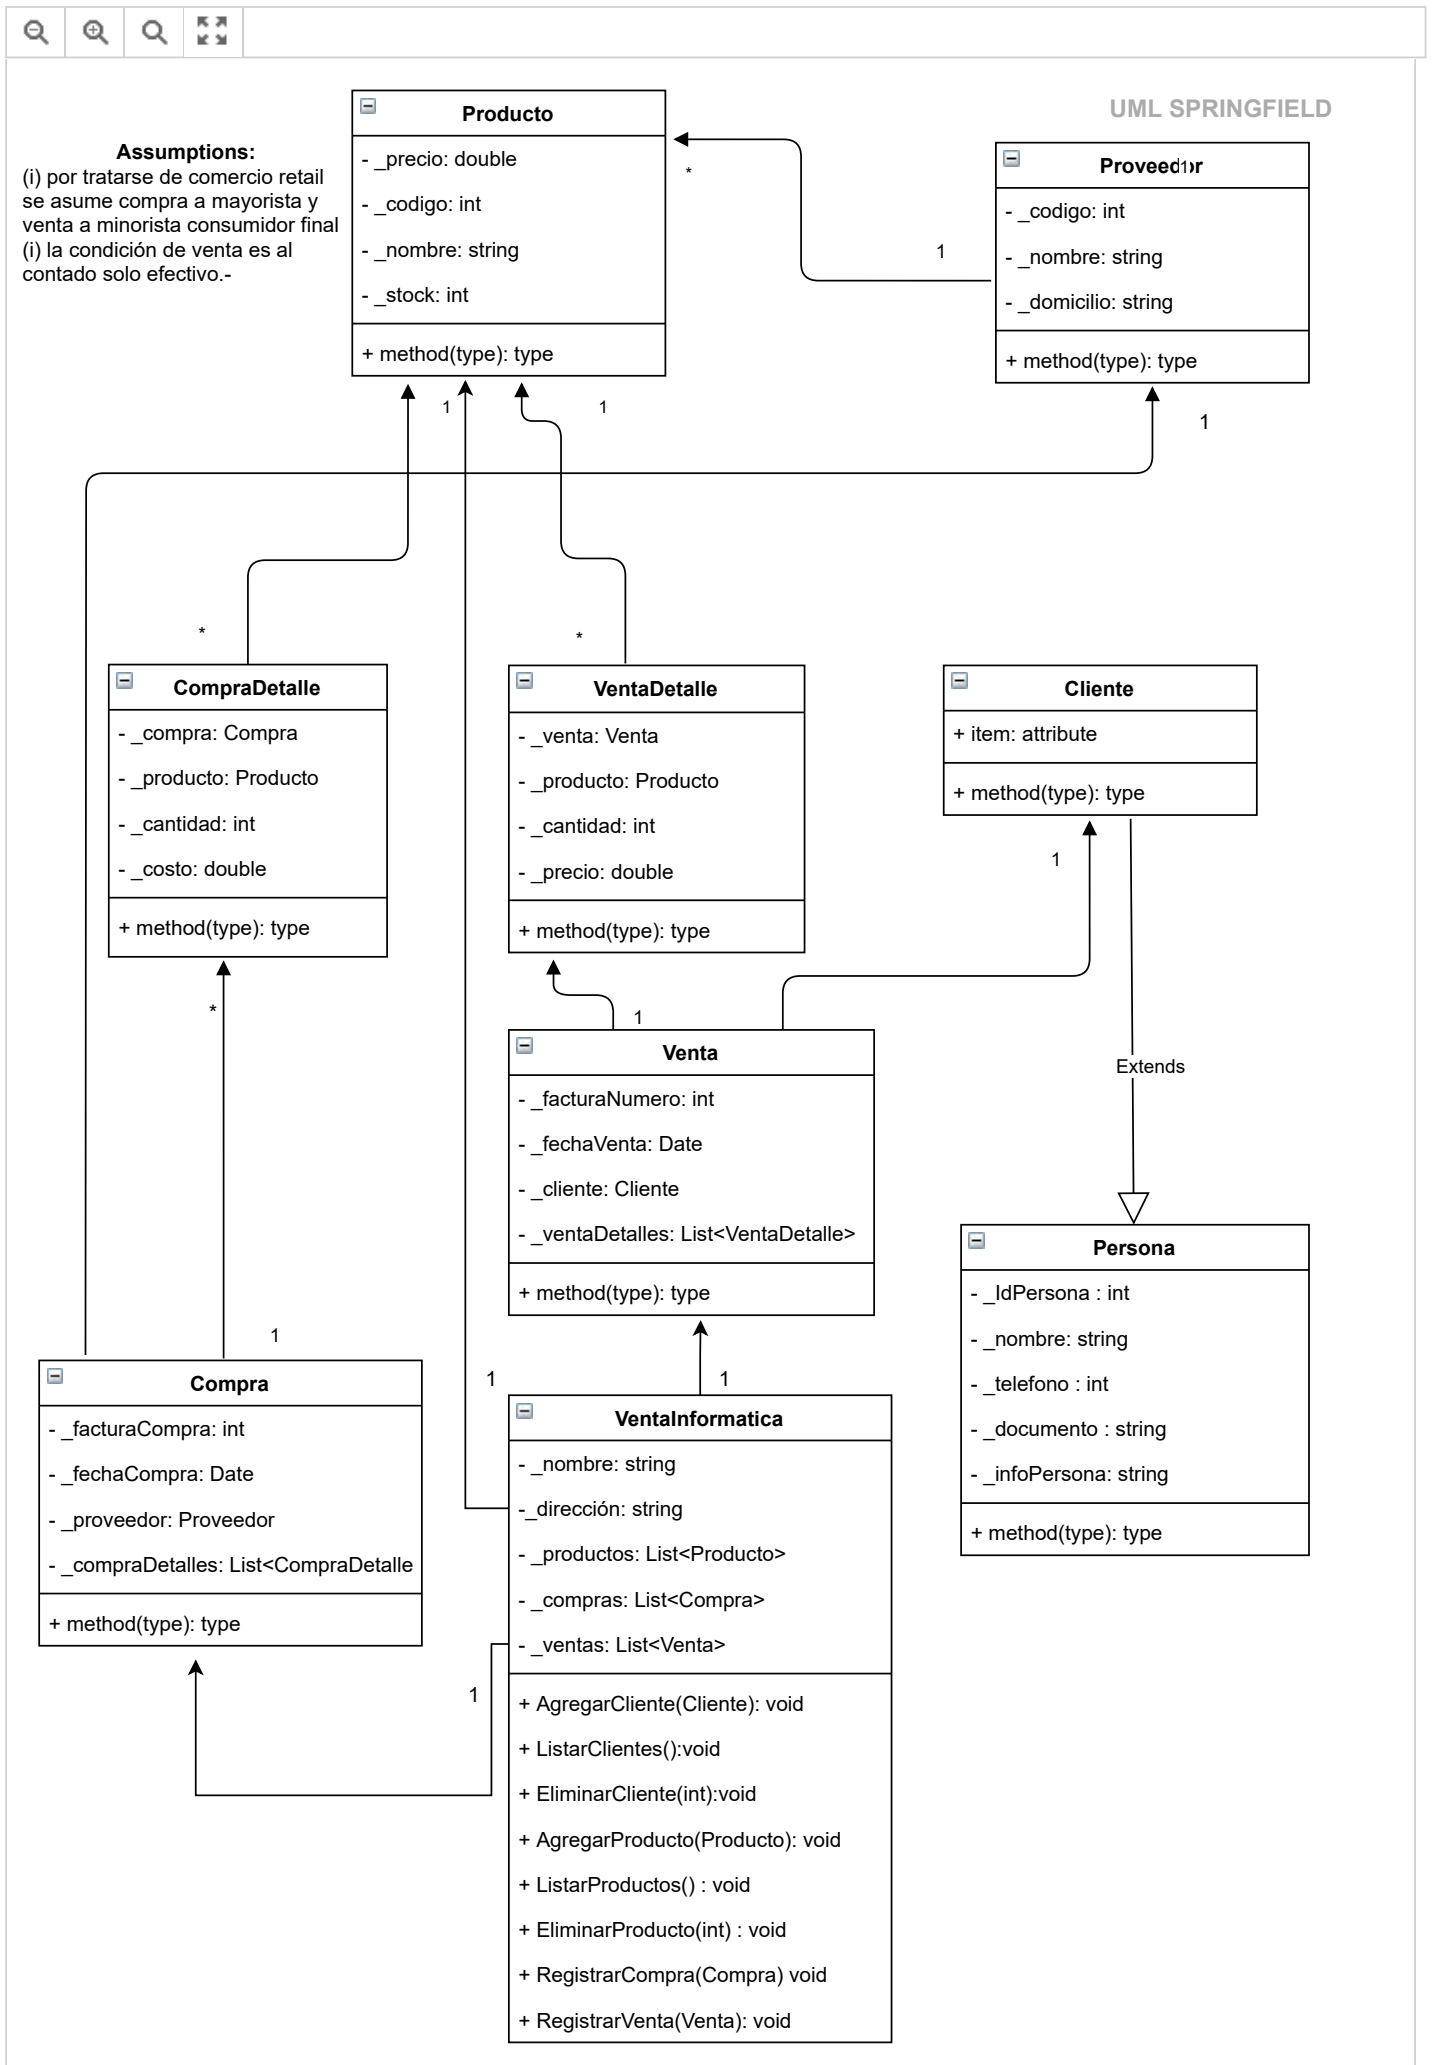 UML SPRINGFIELD
Assumptions:
(i) por tratarse de comercio retail
se asume compra a mayorista y
venta a minorista consumidor final
(i) la condición de venta es al
contado solo efectivo.-
Producto
- _precio: double
- _codigo: int
- _nombre: string
- _stock: int
+ method(type): type
*
1
Proveedor
1
- _codigo: int
- _nombre: string
- _domicilio: string
+ method(type): type
1
1
1
*
*
CompraDetalle
- _compra: Compra
- _producto: Producto
- _cantidad: int
- _costo: double
+ method(type): type
*
VentaDetalle
- _venta: Venta
- _producto: Producto
- _cantidad: int
- _precio: double
+ method(type): type
1
Cliente
+ item: attribute
+ method(type): type
1
Extends
Venta
- _facturaNumero: int
- _fechaVenta: Date
- _cliente: Cliente
- _ventaDetalles: List<VentaDetalle>
+ method(type): type
Persona
- _IdPersona : int
- _nombre: string
- _telefono : int
- _documento : string
- _infoPersona: string
+ method(type): type
1
Compra
- _facturaCompra: int
- _fechaCompra: Date
- _proveedor: Proveedor
- _compraDetalles: List<CompraDetalle
+ method(type): type
1
1
1
VentaInformatica
- _nombre: string
-_dirección: string
- _productos: List<Producto>
- _compras: List<Compra>
- _ventas: List<Venta>
+ AgregarCliente(Cliente): void
+ ListarClientes():void
+ EliminarCliente(int):void
+ AgregarProducto(Producto): void
+ ListarProductos() : void
+ EliminarProducto(int) : void
+ RegistrarCompra(Compra) void
+ RegistrarVenta(Venta): void